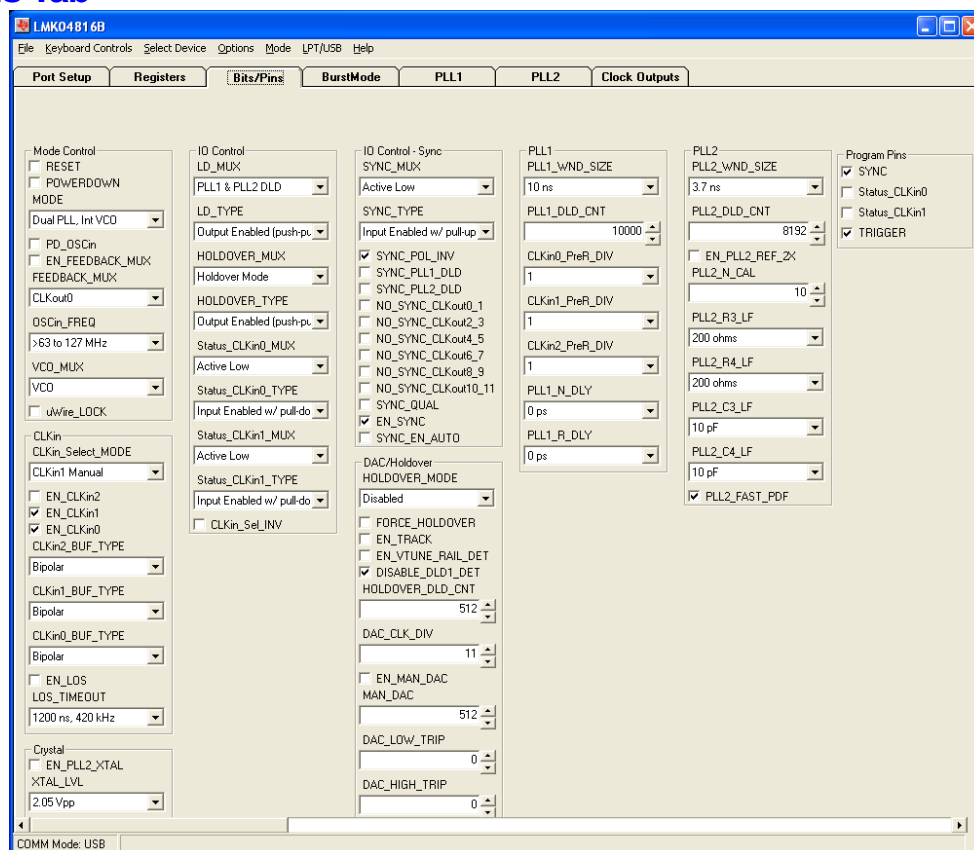 LMK04816B
File Keyboard Controls Select Device Options Mode LPT/USB Help
Port Setup Registers Bits/Pins BurstMode PLL1 PLL2 Clock Outputs
Mode Control
RESET
POWERDOWN
MODE
Dual PLL, Int VCO
PD_OSCin
EN_FEEDBACK_MUX
FEEDBACK_MUX
CLKout0
OSCin_FREQ
>63 to 127 MHz
VCO_MUX
VCO
uWire_LOCK
CLKin
CLKin_Select_MODE
CLKin1 Manual
EN_CLKin2
EN_CLKin1
EN_CLKin0
CLKin2_BUF_TYPE
Bipolar
CLKin1_BUF_TYPE
Bipolar
CLKin0_BUF_TYPE
Bipolar
EN_LOS
LOS_TIMEOUT
1200 ns, 420 kHz
Crystal
EN_PLL2_XTAL
XTAL_LVL
2.05 Vpp
IO Control
LD_MUX
PLL1 & PLL2 DLD
LD_TYPE
Output Enabled (push-pu
HOLDOVER_MUX
Holdover Mode
HOLDOVER_TYPE
Output Enabled (push-pu
Status_CLKin0_MUX
Active Low
Status_CLKin0_TYPE
Input Enabled w/ pull-do
Status_CLKin1_MUX
Active Low
Status_CLKin1_TYPE
Input Enabled w/ pull-do
CLKin_Sel_INV
IO Control - Sync
SYNC_MUX
Active Low
SYNC_TYPE
Input Enabled w/ pull-up
SYNC_POL_INV
SYNC_PLL1_DLD
SYNC_PLL2_DLD
NO_SYNC_CLKout0_1
NO_SYNC_CLKout2_3
NO_SYNC_CLKout4_5
NO_SYNC_CLKout6_7
NO_SYNC_CLKout8_9
NO_SYNC_CLKout10_11
SYNC_QUAL
EN_SYNC
SYNC_EN_AUTO
DAC/Holdover
HOLDOVER_MODE
Disabled
FORCE_HOLDOVER
EN_TRACK
EN_VTUNE_RAIL_DET
DISABLE_DLD1_DET
HOLDOVER_DLD_CNT
512
DAC_CLK_DIV
11
EN_MAN_DAC
MAN_DAC
512
DAC_LOW_TRIP
0
DAC_HIGH_TRIP
0
PLL1
PLL1_WND_SIZE
10 ns
PLL1_DLD_CNT
10000
CLKin0_PreR_DIV
1
CLKin1_PreR_DIV
1
CLKin2_PreR_DIV
1
PLL1_N_DLY
0 ps
PLL1_R_DLY
0 ps
PLL2
PLL2_WND_SIZE
3.7 ns
PLL2_DLD_CNT
8192
EN_PLL2_REF_2X
PLL2_N_CAL
10
PLL2_R3_LF
200 ohms
PLL2_R4_LF
200 ohms
PLL2_C3_LF
10 pF
PLL2_C4_LF
10 pF
PLL2_FAST_PDF
Program Pins
SYNC
Status_CLKin0
Status_CLKin1
TRIGGER
COMM Mode: USB